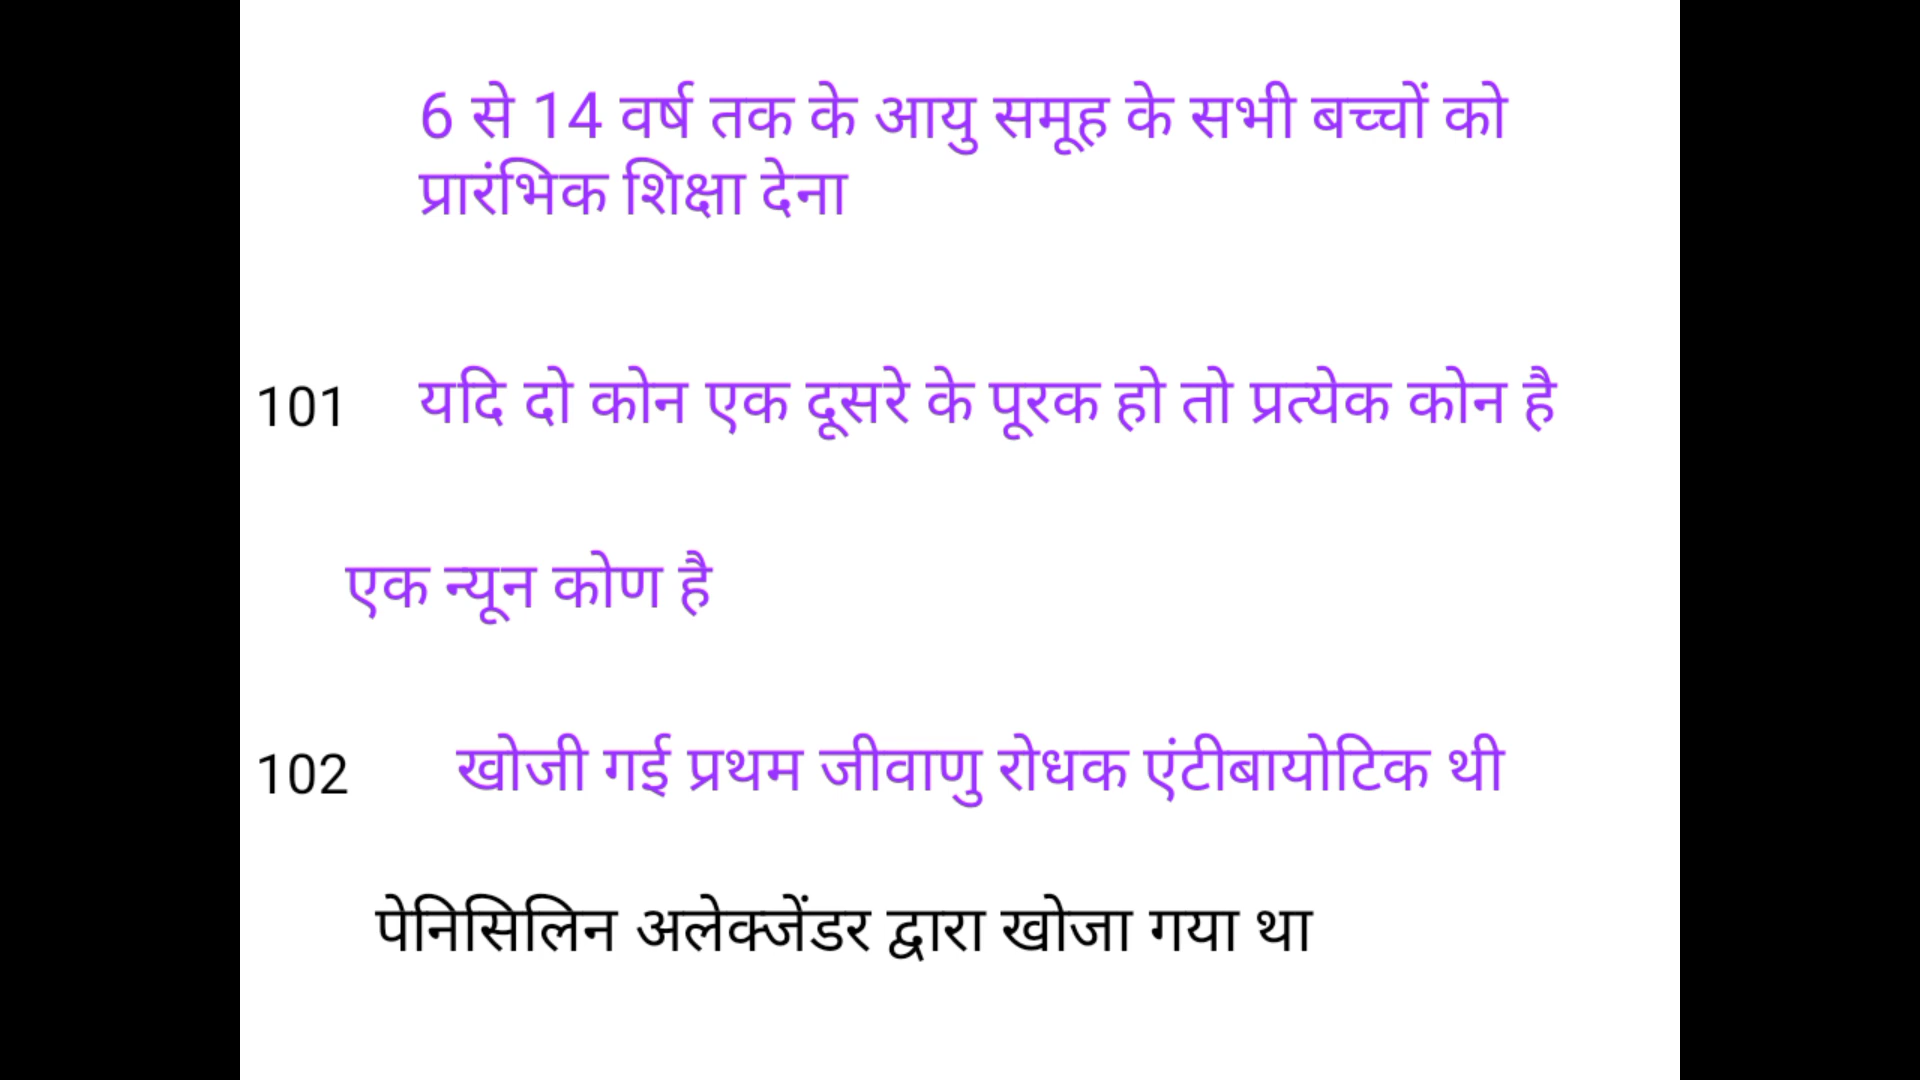 6 से 14 वर्ष तक के आयु समूह के सभी बच्चों को
प्रारंभिक शिक्षा देना
101 यदि दो कोन एक दूसरे के पूरक हो तो प्रत्येक कोन है
एक न्यून कोण है
102 खोजी गई प्रथम जीवाणु रोधक एंटीबायोटिक थी
पेनिसिलिन अलेक्जेंडर द्वारा खोजा गया था